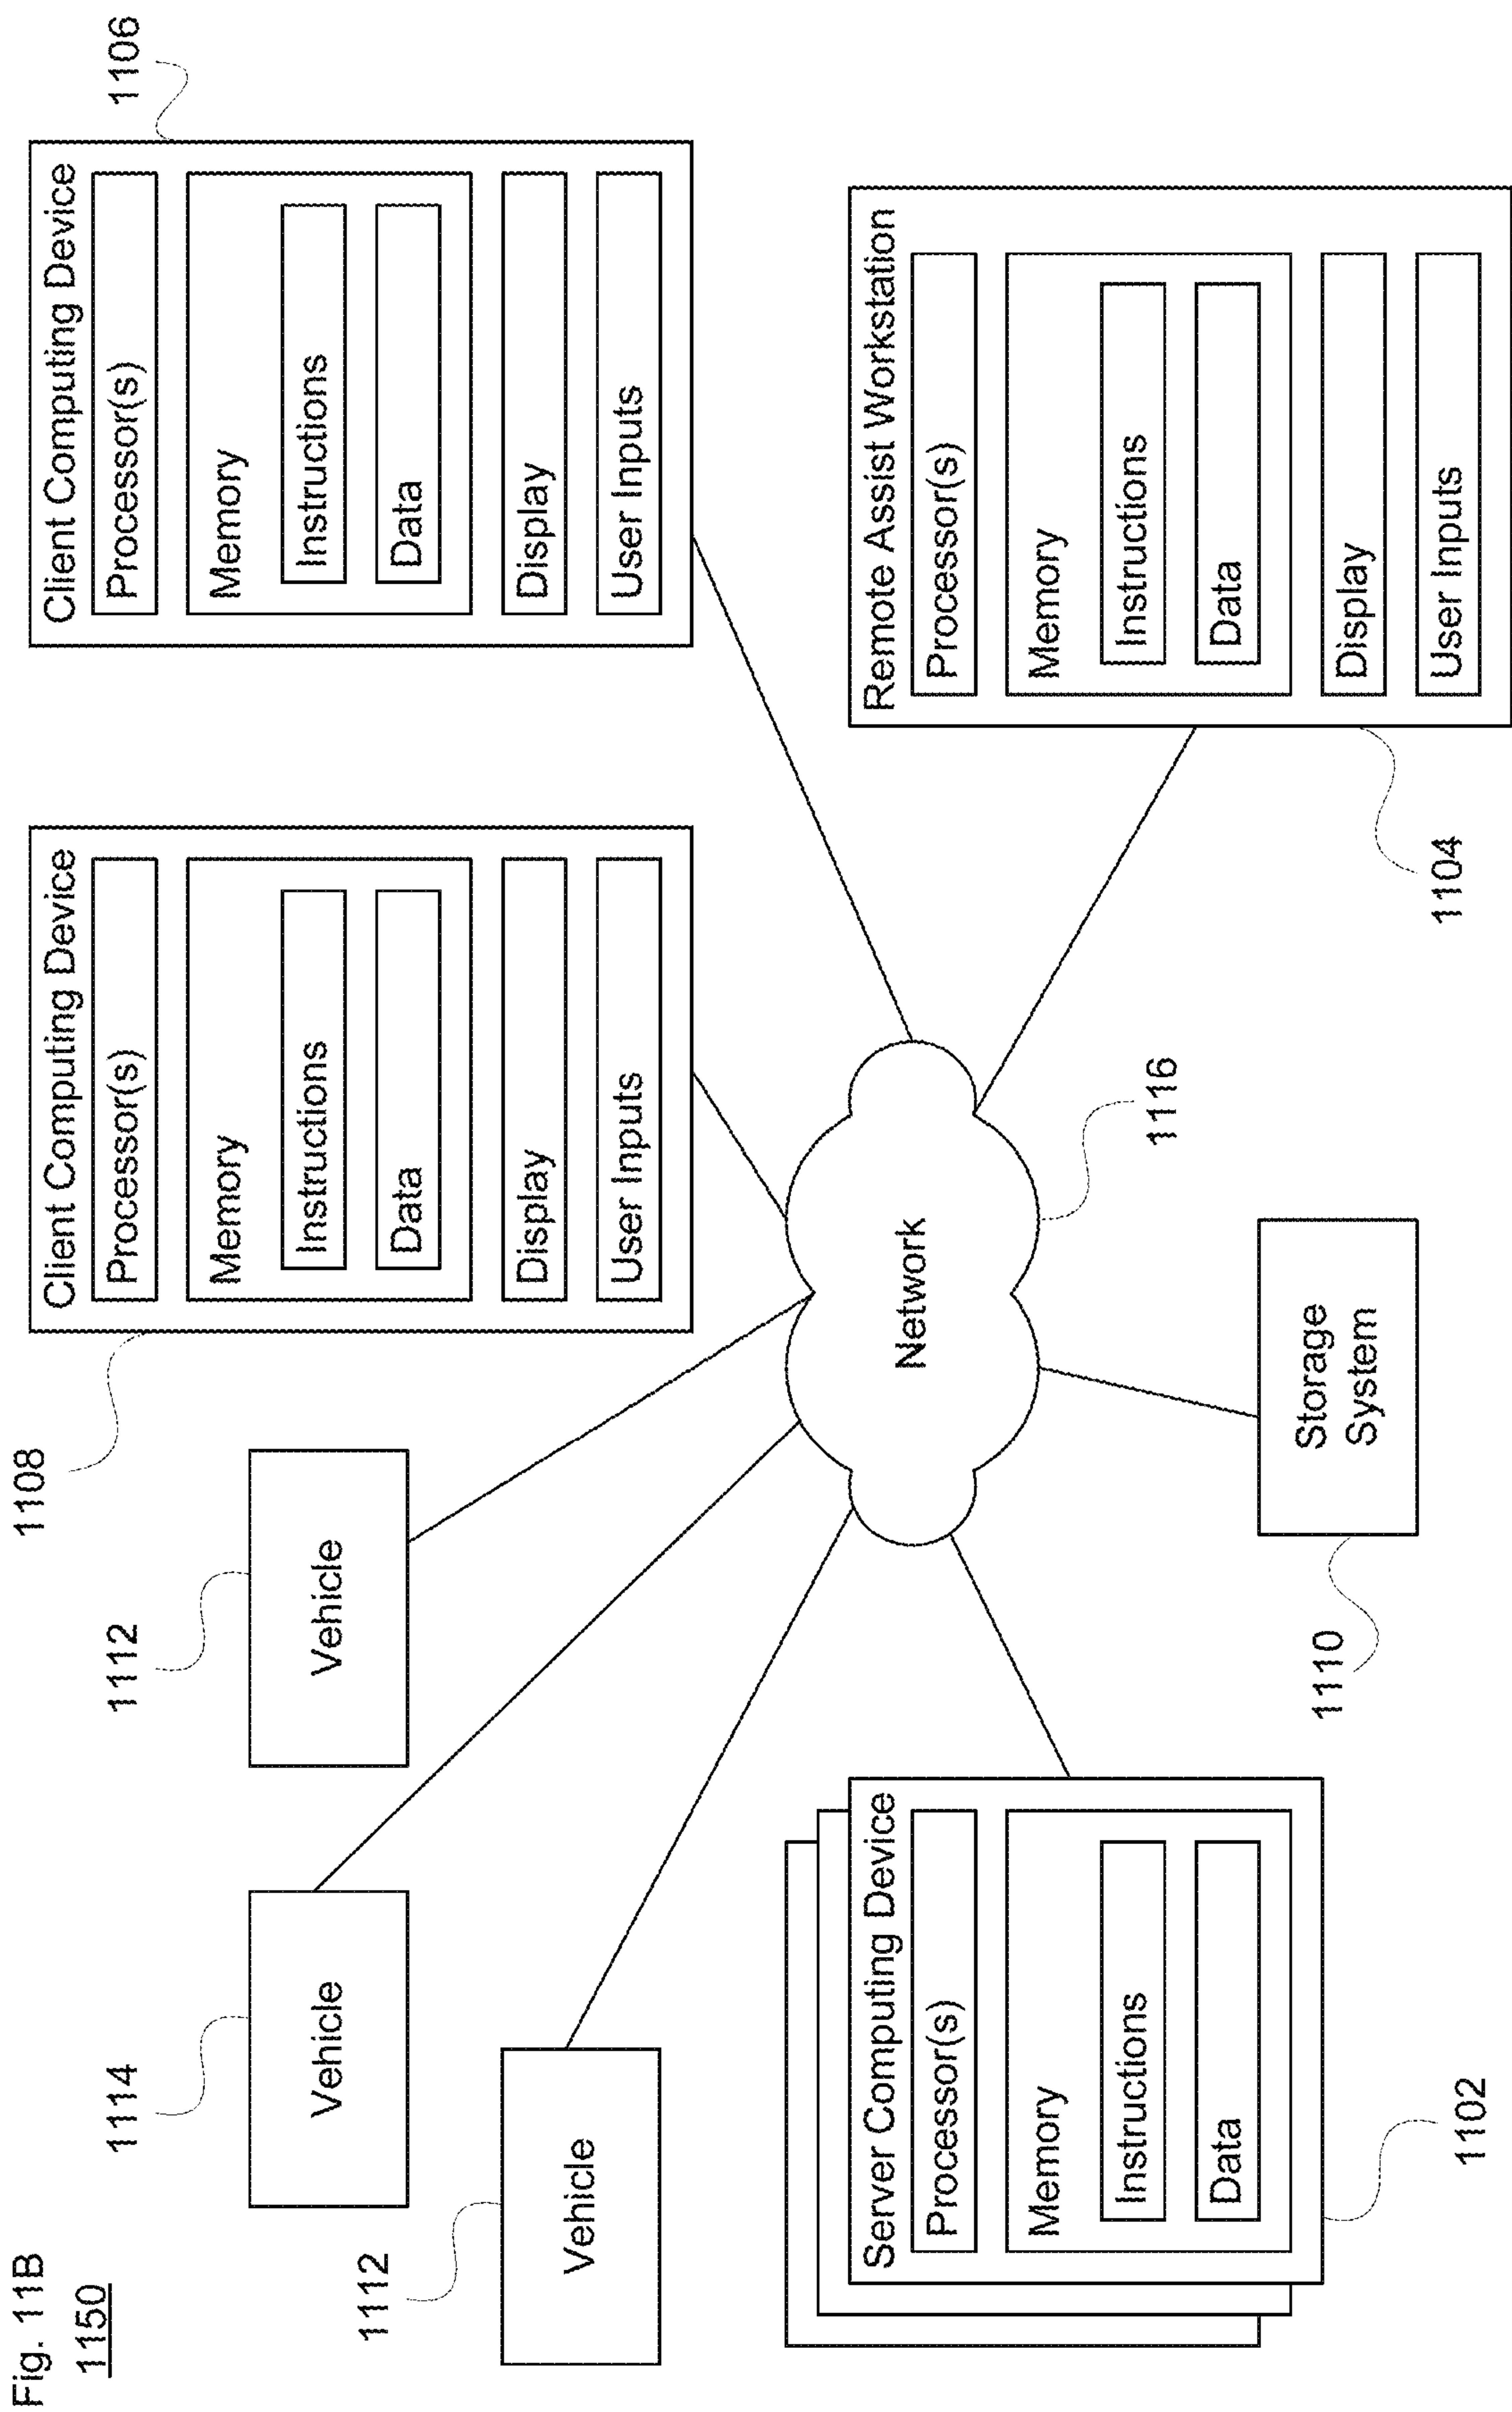 Fig. 11B
1150
1114
Vehicle
1112
Vehicle
1112
Vehicle
1108
Client Computing Device
Processor(s)
Memory
Instructions
Data
Display
User Inputs
1106
Client Computing Device
Processor(s)
Memory
Instructions
Data
Display
User Inputs
Network
1116
Server Computing Device
Processor(s)
Memory
Instructions
Data
1102
Storage
System
1110
Remote Assist Workstation
Processor(s)
Memory
Instructions
Data
Display
User Inputs
1104